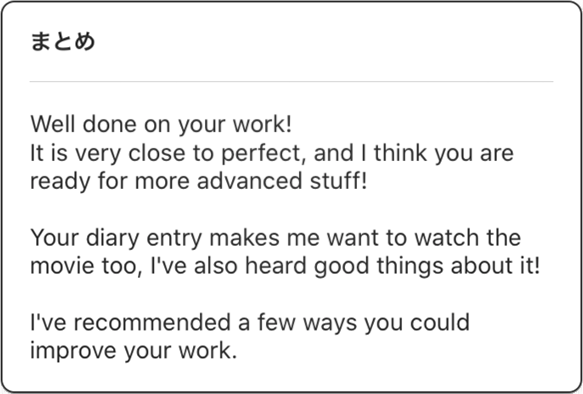 まとめ
Well done on your work!
It is very close to perfect, and I think you are
ready for more advanced stuff!
Your diary entry makes me want to watch the
movie too, I've also heard good things about it!
I've recommended a few ways you could
improve your work.